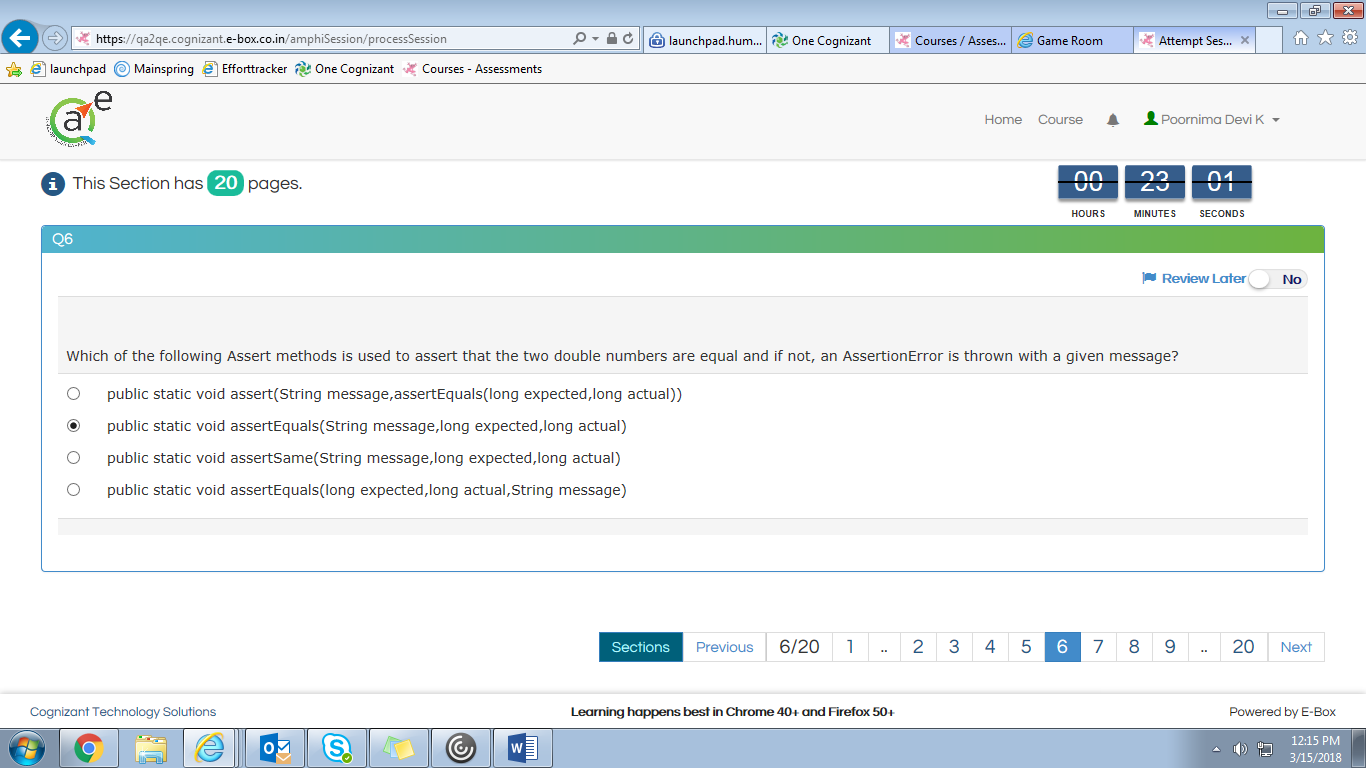 https://qa2qe.cognizant.e-box.co.in/amphiSession/processSession
launchpad.hum...
One Cognizant
Courses / Asses...
Game Room
Attempt Ses...
launchpad
Mainspring
Efforttracker
One Cognizant
Courses - Assessments
a e
Home
Course
Poornima Devi K
This Section has 20 pages.
00 23 01
HOURS MINUTES SECONDS
Q6
Review Later No
Which of the following Assert methods is used to assert that the two double numbers are equal and if not, an AssertionError is thrown with a given message?
public static void assert(String message,assertEquals(long expected,long actual))
public static void assertEquals(String message,long expected,long actual)
public static void assertSame(String message,long expected,long actual)
public static void assertEquals(long expected,long actual,String message)
Sections Previous 6/20 1 .. 2 3 4 5 6 7 8 9 .. 20 Next
Cognizant Technology Solutions
Learning happens best in Chrome 40+ and Firefox 50+
Powered by E-Box
12:15 PM
3/15/2018